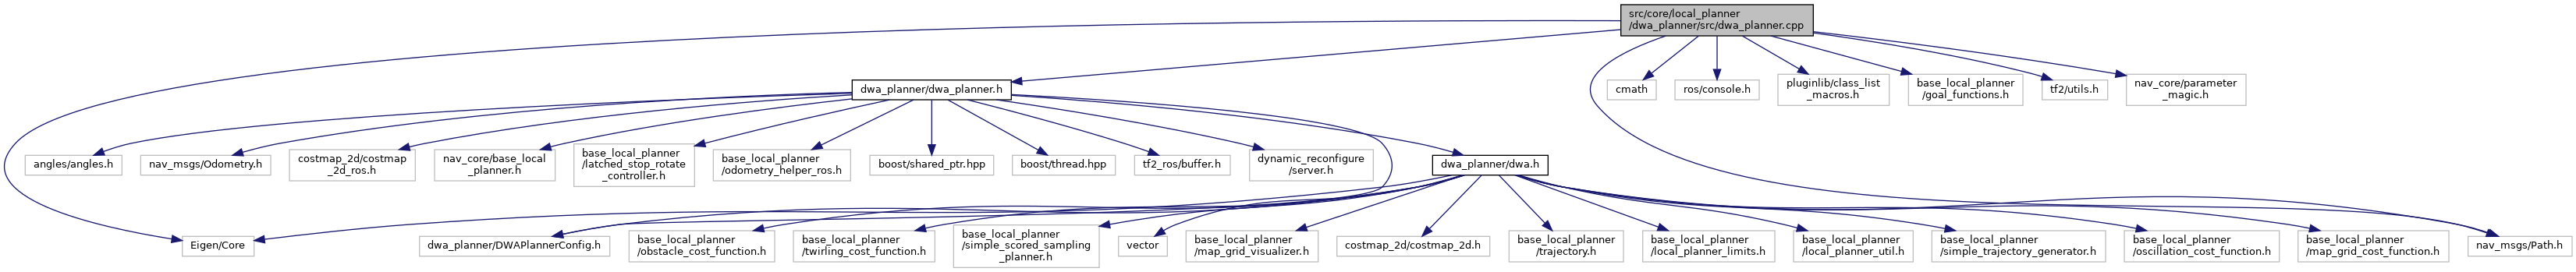 src/core/local_planner
/dwa_planner/src/dwa_planner.cpp
dwa_planner/dwa_planner.h
cmath
ros/console.h
pluginlib/class_list
_macros.h
base_local_planner
/goal_functions.h
tf2/utils.h
nav_core/parameter
_magic.h
angles/angles.h
nav_msgs/Odometry.h
costmap_2d/costmap
_2d_ros.h
nav_core/base_local
_planner.h
base_local_planner
/latched_stop_rotate
_controller.h
base_local_planner
/odometry_helper_ros.h
boost/shared_ptr.hpp
boost/thread.hpp
tf2_ros/buffer.h
dynamic_reconfigure
/server.h
dwa_planner/dwa.h
Eigen/Core
dwa_planner/DWAPlannerConfig.h
base_local_planner
/obstacle_cost_function.h
base_local_planner
/twirling_cost_function.h
base_local_planner
/simple_scored_sampling
_planner.h
vector
base_local_planner
/map_grid_visualizer.h
costmap_2d/costmap_2d.h
base_local_planner
/trajectory.h
base_local_planner
/local_planner_limits.h
base_local_planner
/local_planner_util.h
base_local_planner
/simple_trajectory_generator.h
base_local_planner
/oscillation_cost_function.h
base_local_planner
/map_grid_cost_function.h
nav_msgs/Path.h